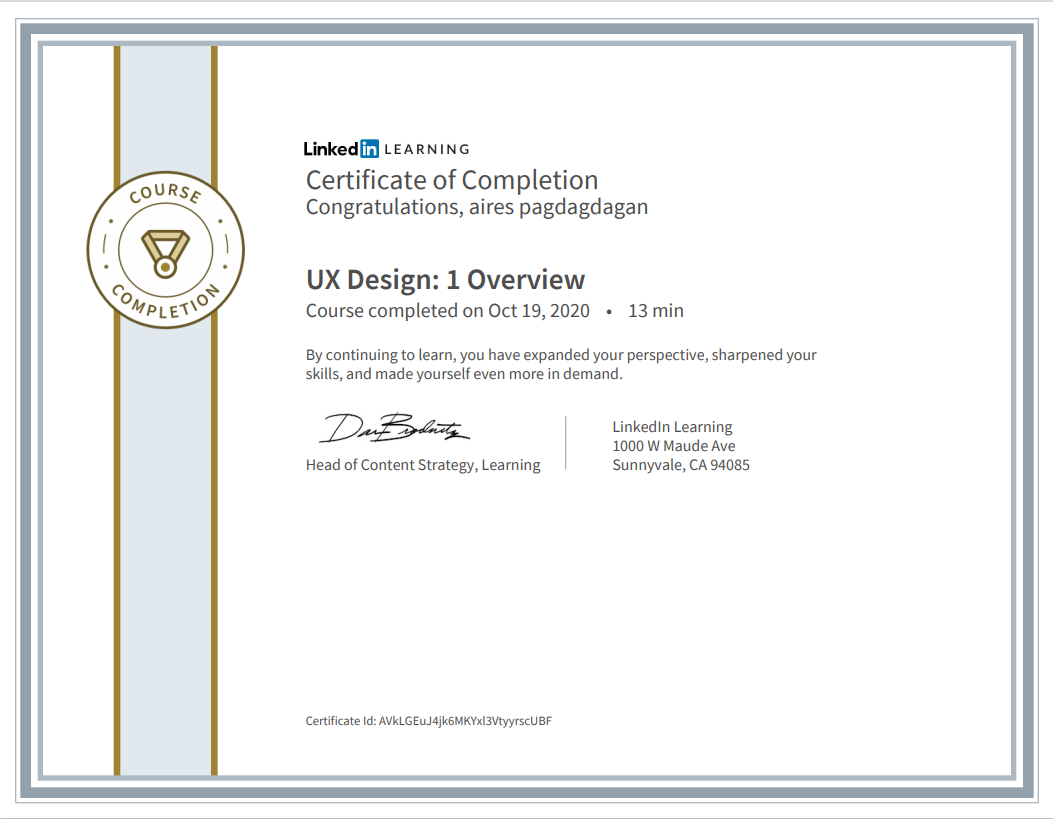 COURSE
COMPLETION
Linkedin LEARNING
Certificate of Completion
Congratulations, aires pagdagdagan
UX Design: 1 Overview
Course completed on Oct 19, 2020 • 13 min
By continuing to learn, you have expanded your perspective, sharpened your
skills, and made yourself even more in demand.
Head of Content Strategy, Learning
LinkedIn Learning
1000 W Maude Ave
Sunnyvale, CA 94085
Certificate Id: AVkLGEuJ4jk6MKYxl3VtyyrscUBF